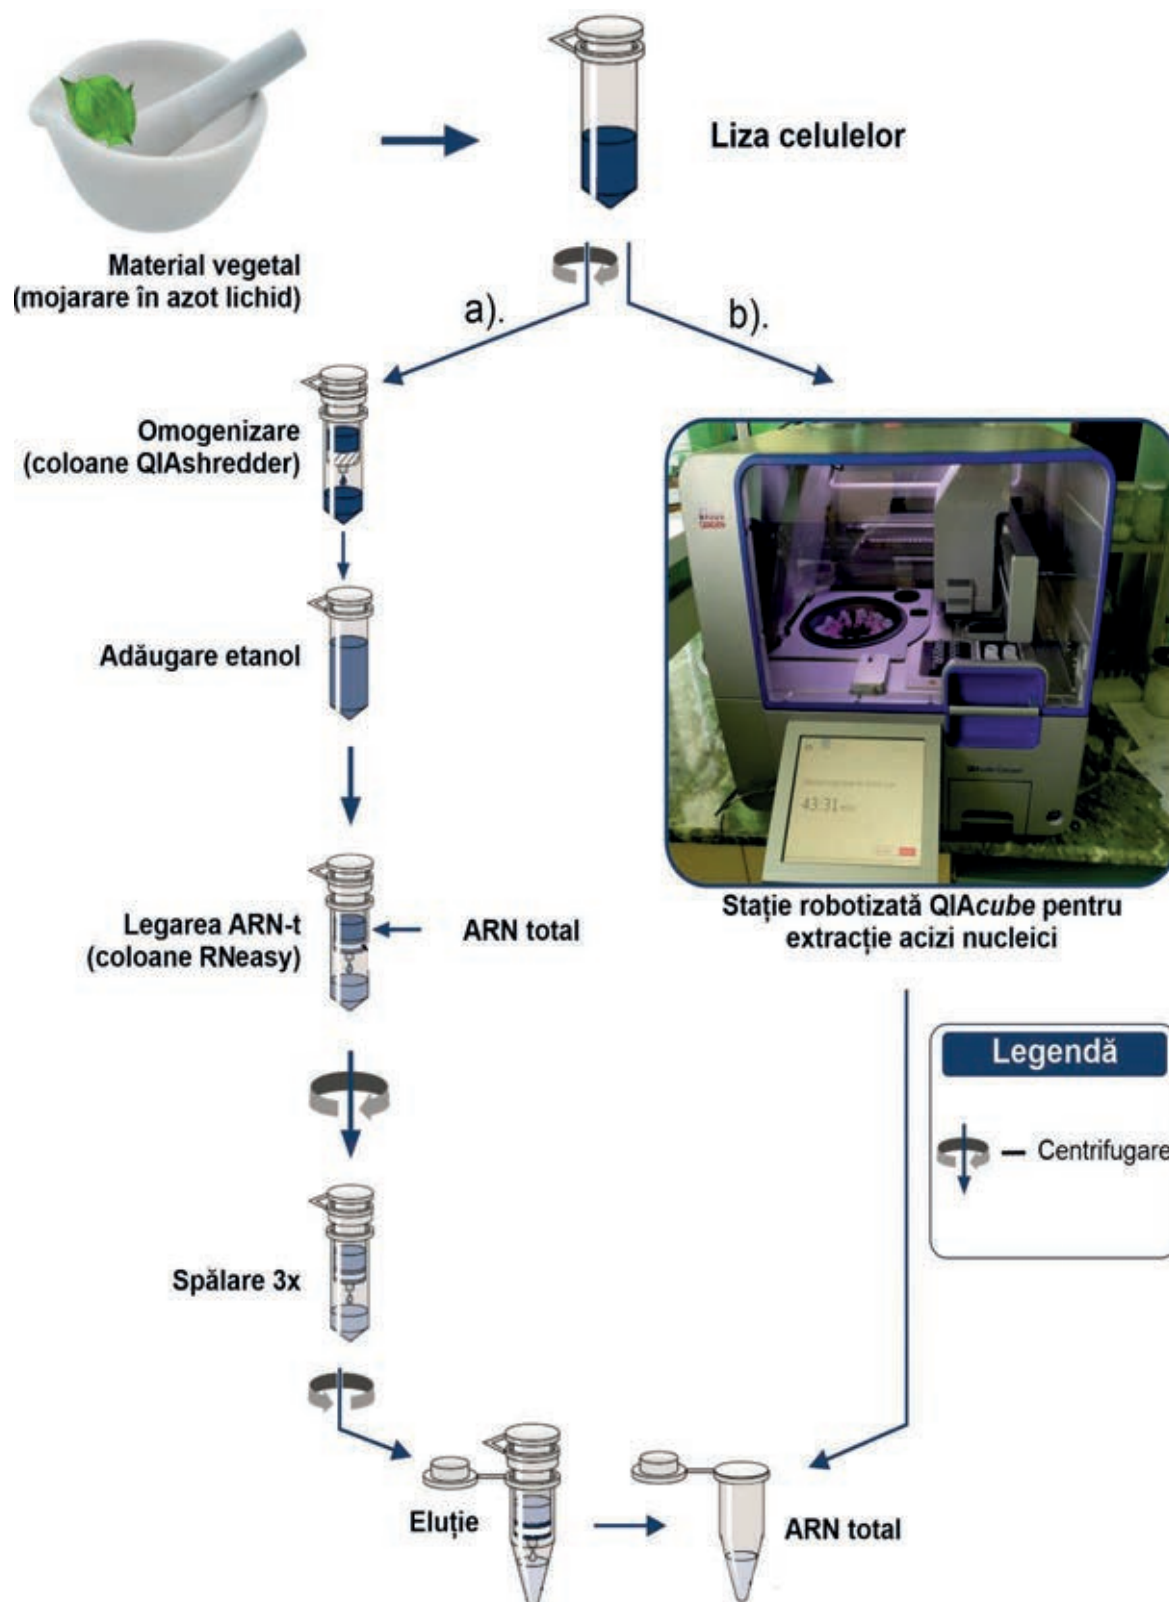 Liza celulelor
Material vegetal
(mojarare în azot lichid)
a).
b).
Omogenizare
(coloane QIAshredder)
Adăugare etanol
43:31
Legarea ARN-t
(coloane RNeasy)
ARN total
Stație robotizată QIAcube pentru
extracție acizi nucleici
Legendă
Centrifugare
Spălare 3x
Eluție
ARN total